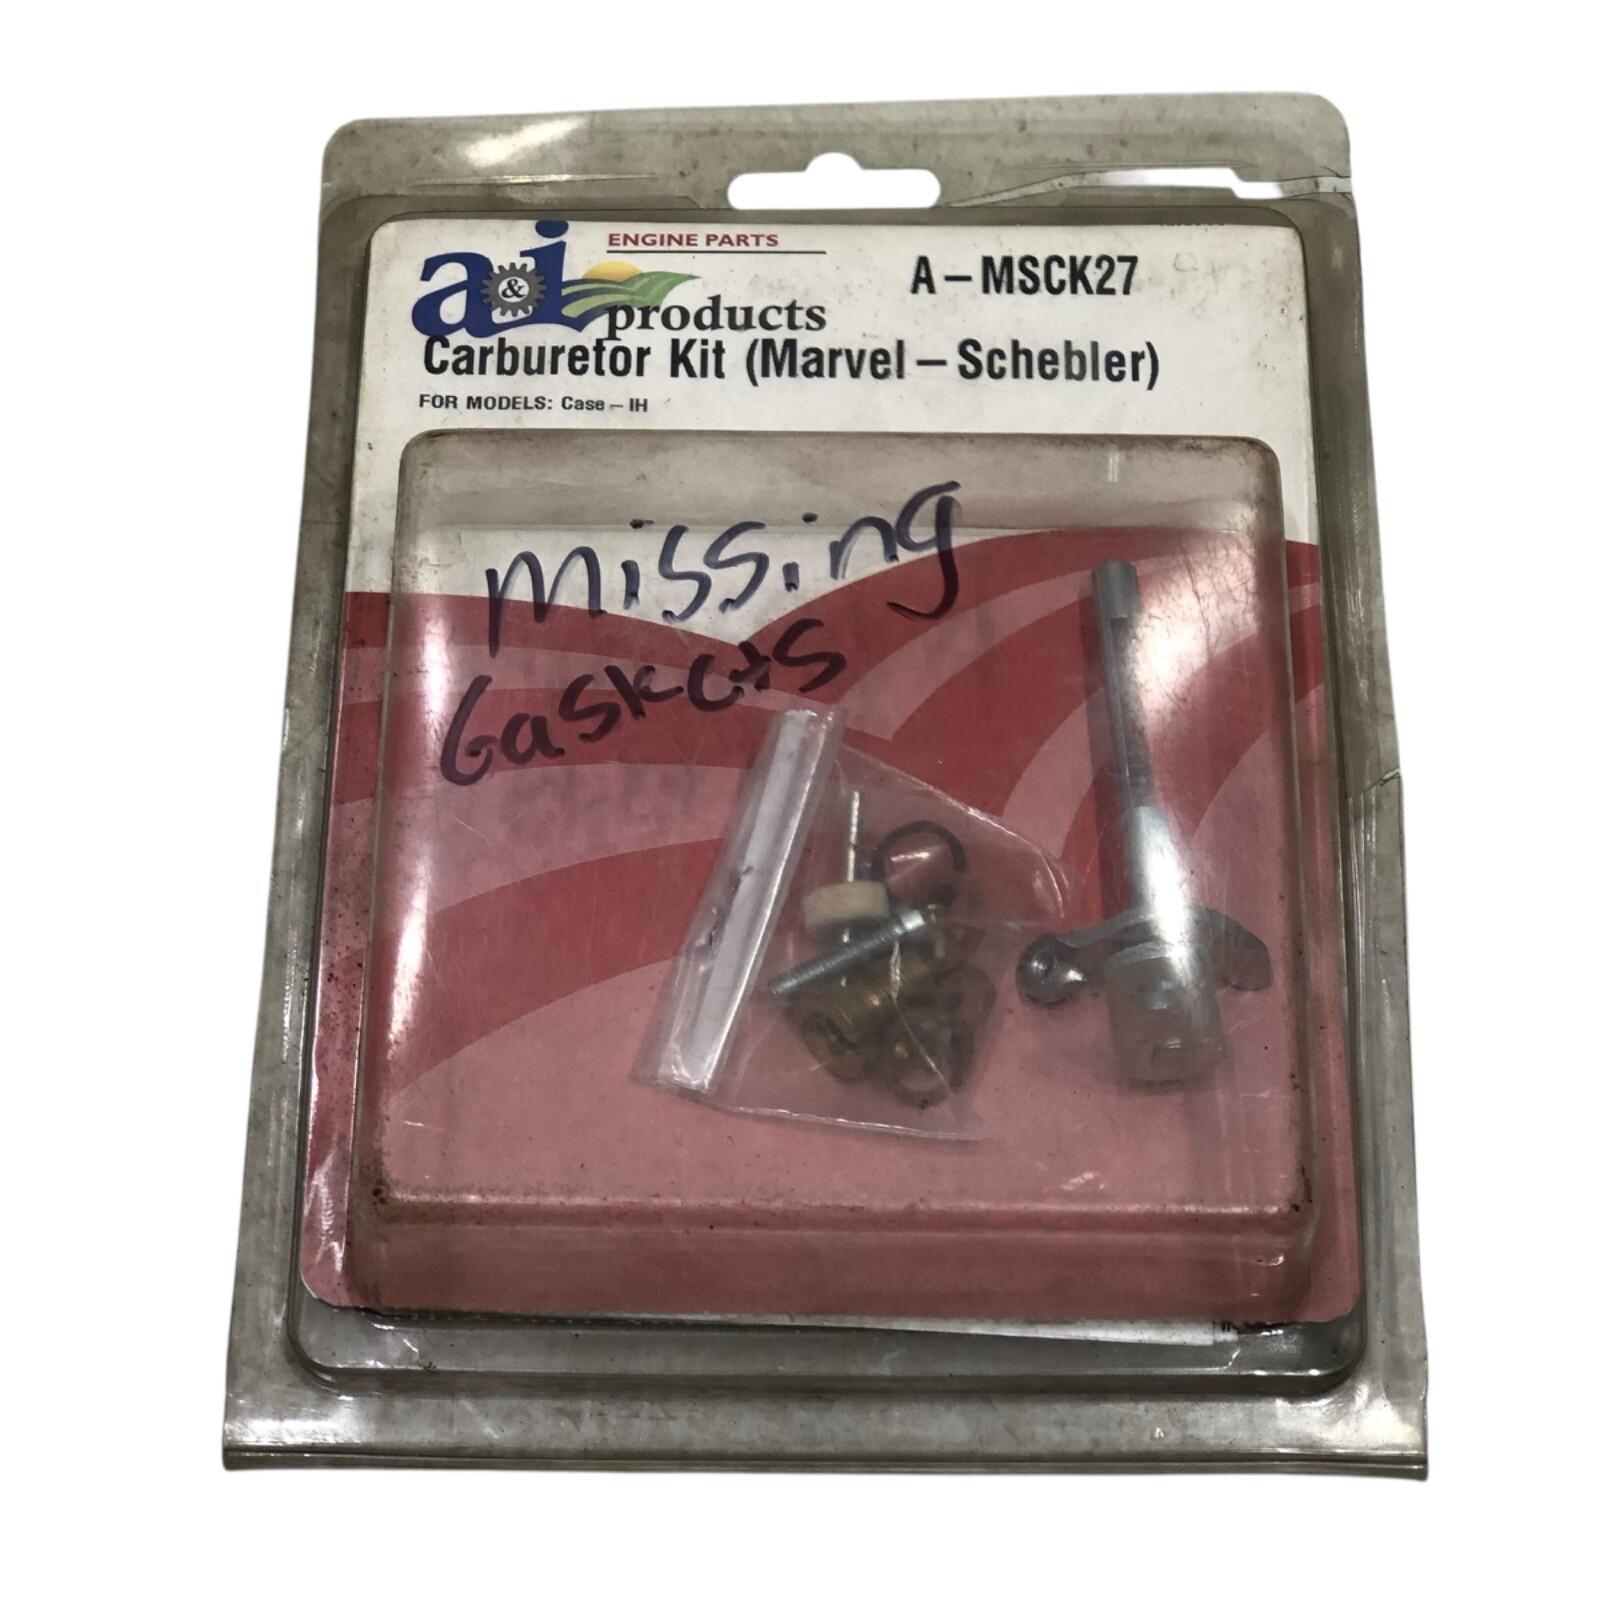 ENGINE PARTS
a&i
products
A-MSCK27
Carburetor Kit (Marvel-Schebler)
FOR MODELS: Case-IH
missing
Gaskets